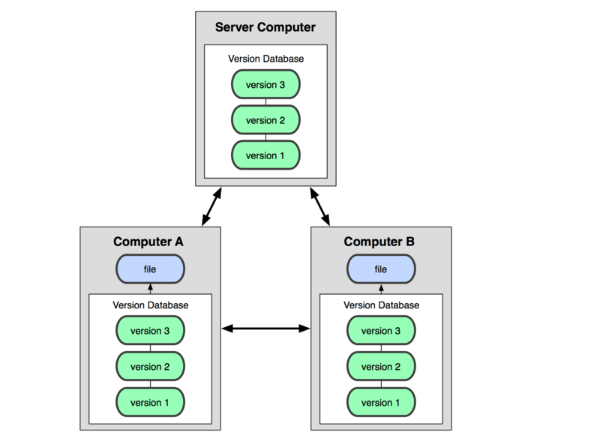 Server Computer
Version Database
version 3
version 2
version 1
Computer A
file
Version Database
version 3
version 2
version 1
Computer B
file
Version Database
version 3
version 2
version 1